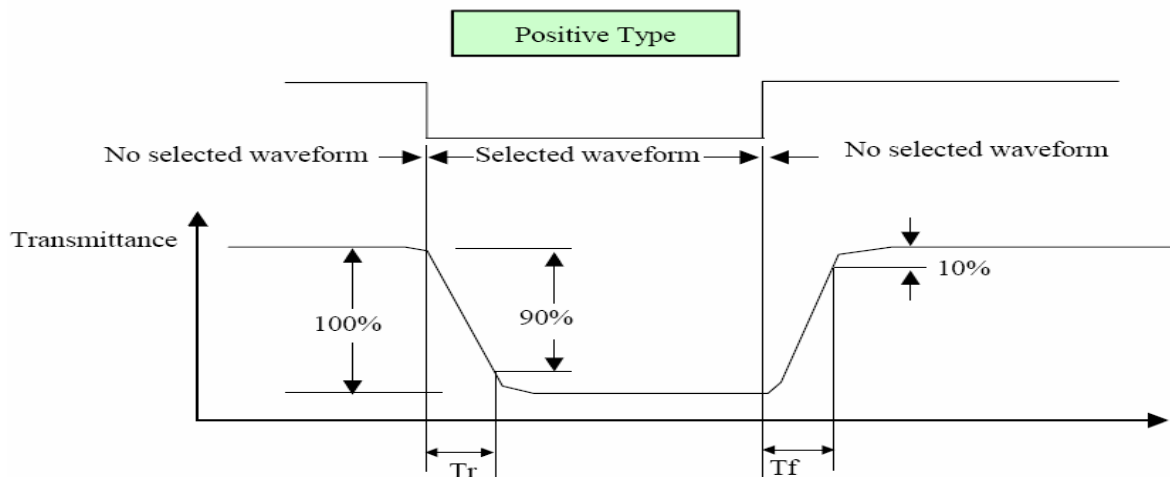 Positive Type
No selected waveform
Selected waveform
No selected waveform
Transmittance
10%
90%
100%
Tr
Tf